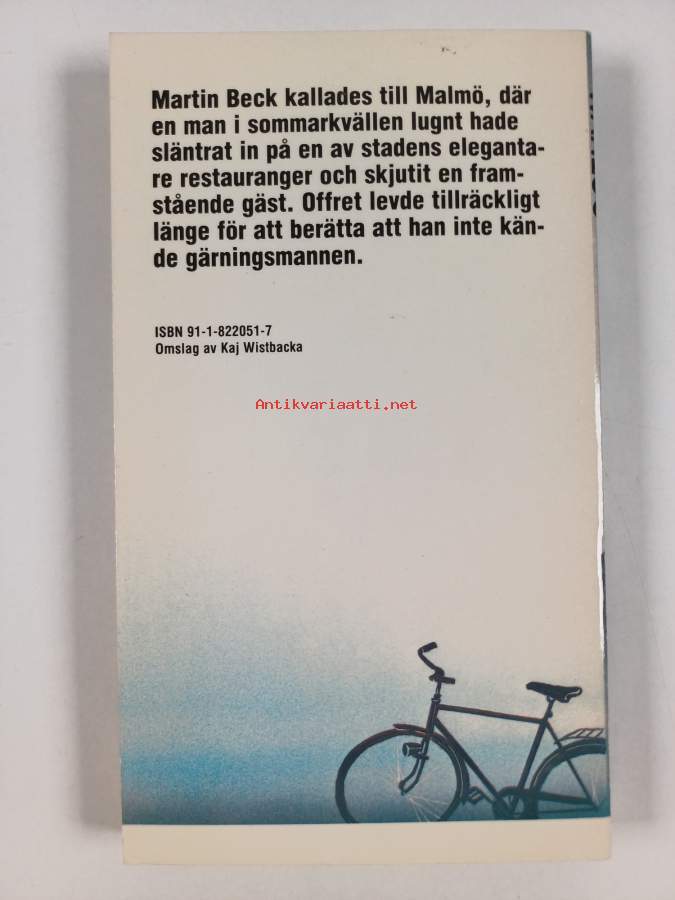 Martin Beck kallades till Malmö, där
en man i sommarkvällen lugnt hade
släntrat in på en av stadens eleganta-
re restauranger och skjutit en fram-
stående gäst. Offret levde tillräckligt
länge för att berätta att han inte kän-
de gärningsmannen.
ISBN 91-1-822051-7
Omslag av Kaj Wistbacka
Antikvariaatti.net